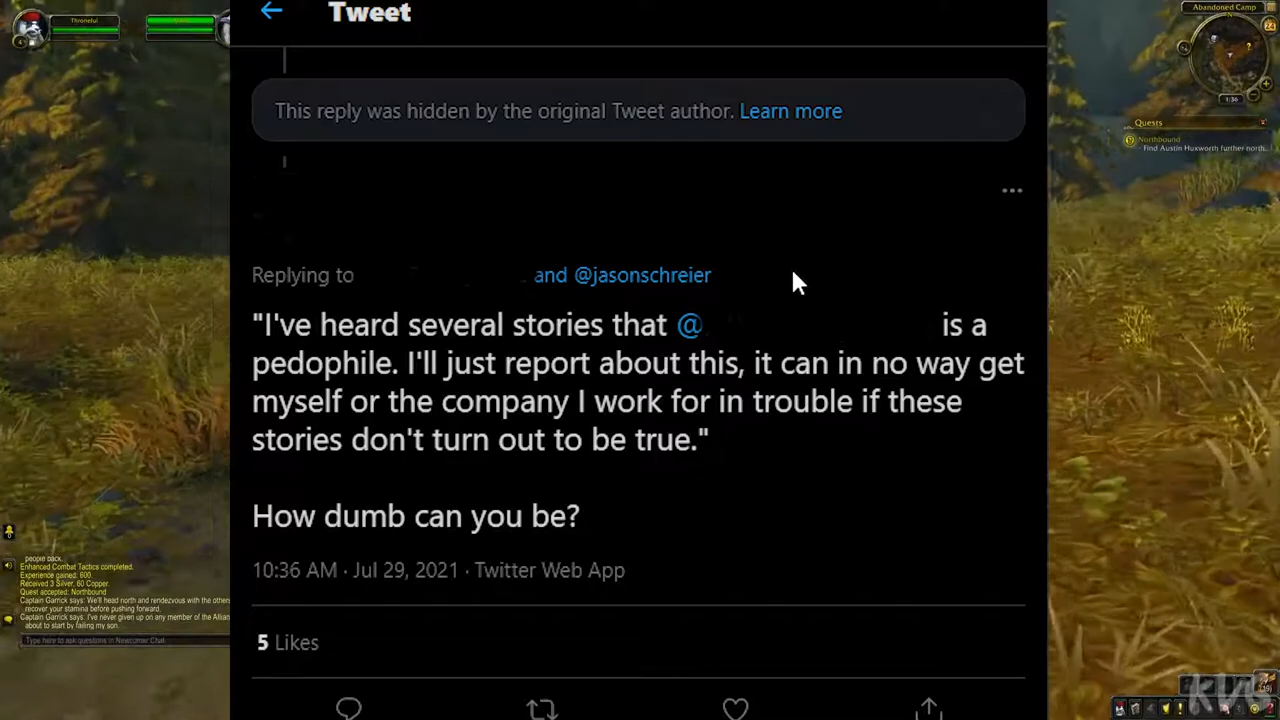 Tweet
Thronelui
Abandoned Camp
24
This reply was hidden by the original Tweet author. Learn more
1:36
Quests
Northbound
Find Austin Huxworth further north.
Replying to
and @jasonschreier
"I've heard several stories that @ is a
pedophile. I'll just report about this, it can in no way get
myself or the company I work for in trouble if these
stories don't turn out to be true."
How dumb can you be?
10:36 AM · Jul 29, 2021 · Twitter Web App
people back.
Enhanced Combat Tactics completed.
Experience gained: 600.
Received 3 Silver, 60 Copper.
Quest accepted: Northbound
Captain Garrick says: We'll head north and rendezvous with the others
recover your stamina before pushing forward.
Captain Garrick says: I've never given up on any member of the Allian
about to start by failing my son.
Type here to ask questions in Newcomer Chat.
5 Likes